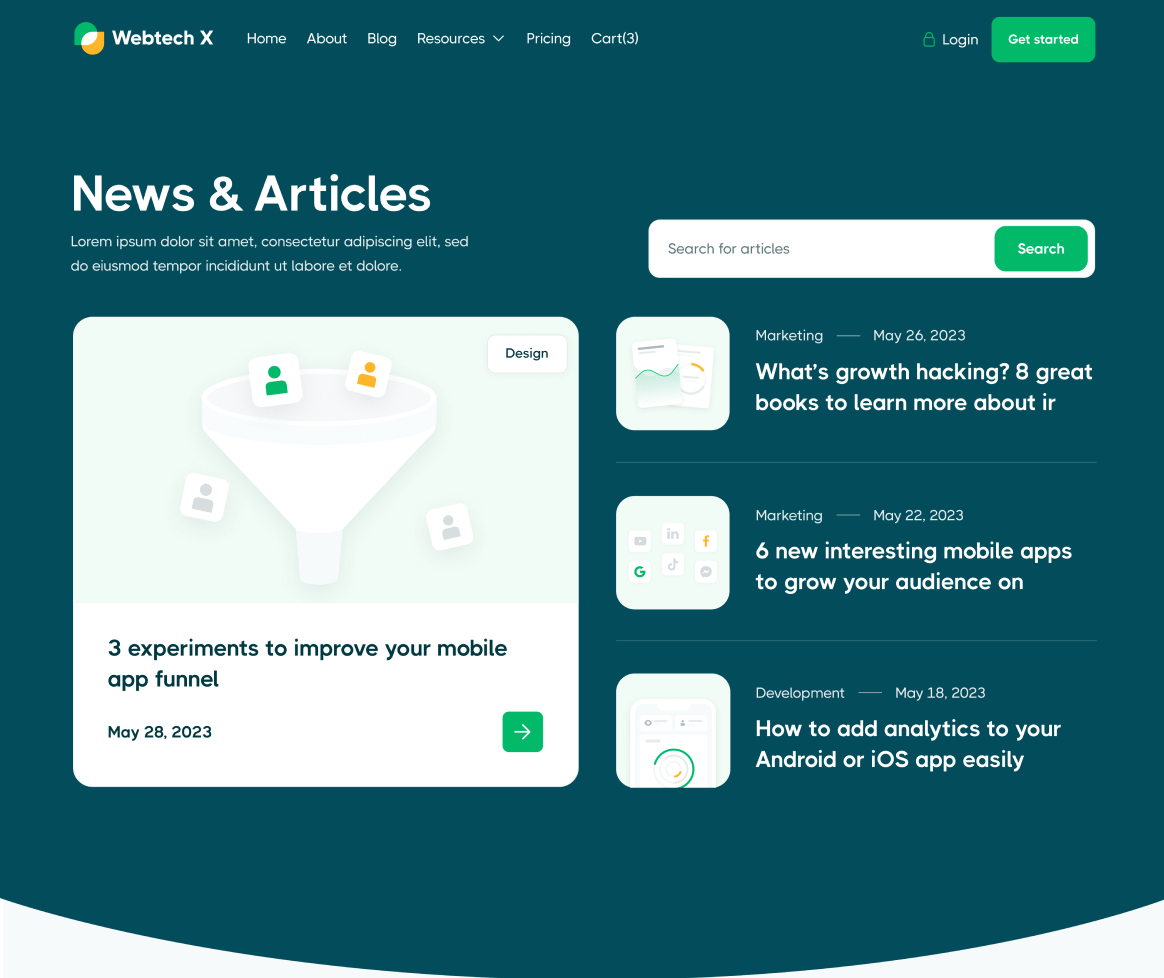 Webtech X
Home
About
Blog
Resources
Pricing
Cart(3)
Login
Get started
News & Articles
Lorem ipsum dolor sit amet, consectetur adipiscing elit, sed
do eiusmod tempor incididunt ut labore et dolore.
Search for articles
Search
Design
3 experiments to improve your mobile
app funnel
May 28, 2023
Marketing
May 26, 2023
What's growth hacking? 8 great
books to learn more about ir
Marketing
May 22, 2023
in
f
G
6 new interesting mobile apps
to grow your audience on
Development
May 18, 2023
How to add analytics to your
Android or iOS app easily